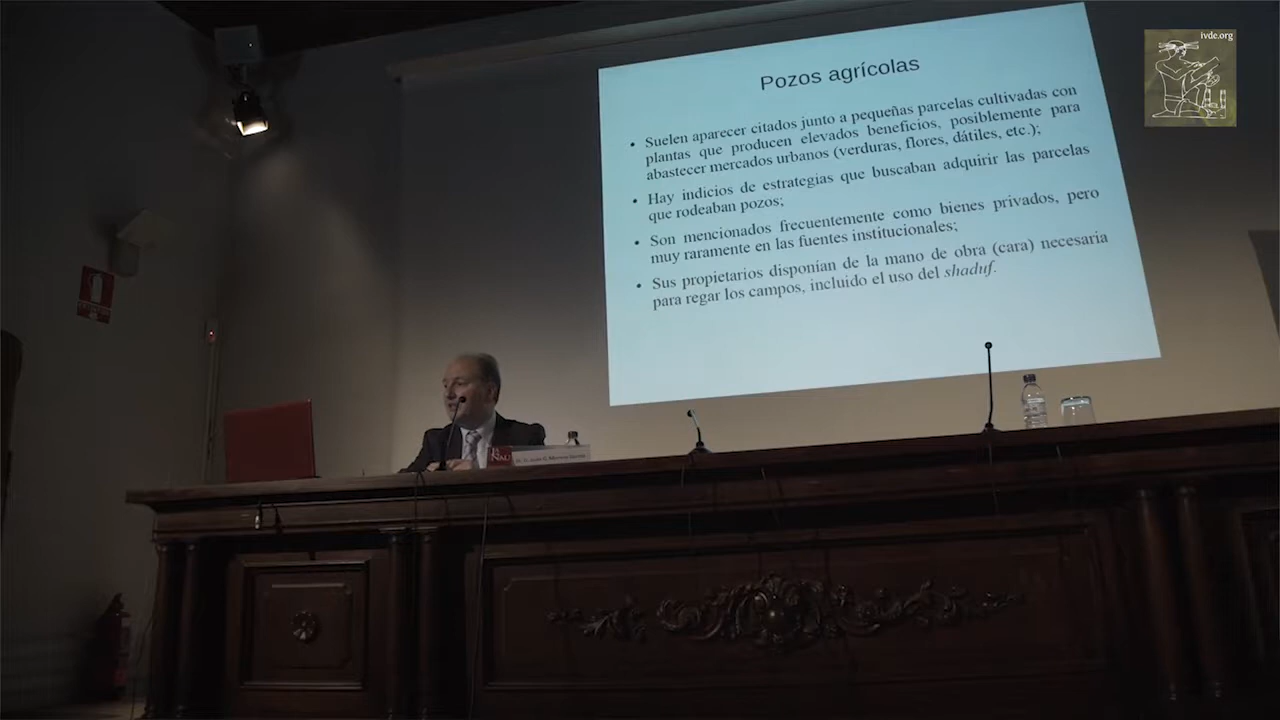 ivde.org
Pozos agrícolas
• Suelen aparecer citados junto a pequeñas parcelas cultivadas con
plantas que producen elevados beneficios, posiblemente para
abastecer mercados urbanos (verduras, flores, dátiles, etc.);
• Hay indicios de estrategias que buscaban adquirir las parcelas
que rodeaban pozos;
• Son mencionados frecuentemente como bienes privados, pero
muy raramente en las fuentes institucionales;
• Sus propietarios disponían de la mano de obra (cara) necesaria
para regar los campos, incluido el uso del shaduf.
NAU